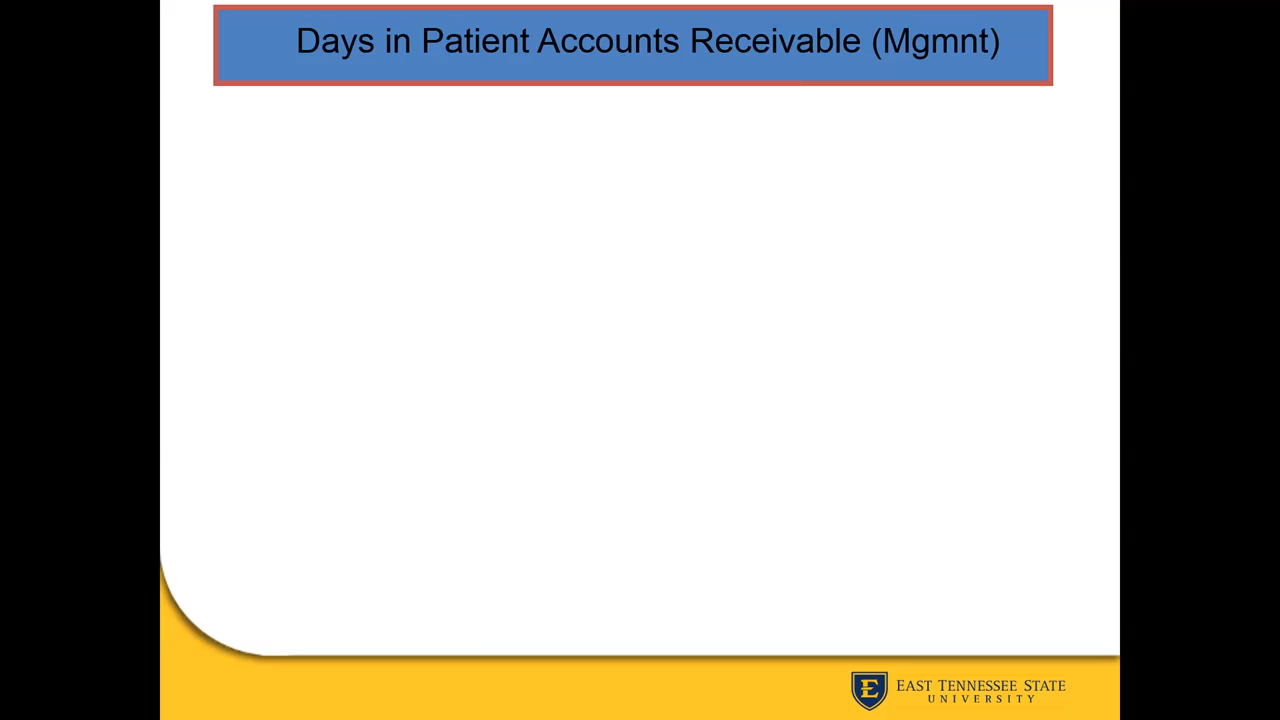 Days in Patient Accounts Receivable (Mgmnt)
E
EAST TENNESSEE STATE
UNIVERSITY